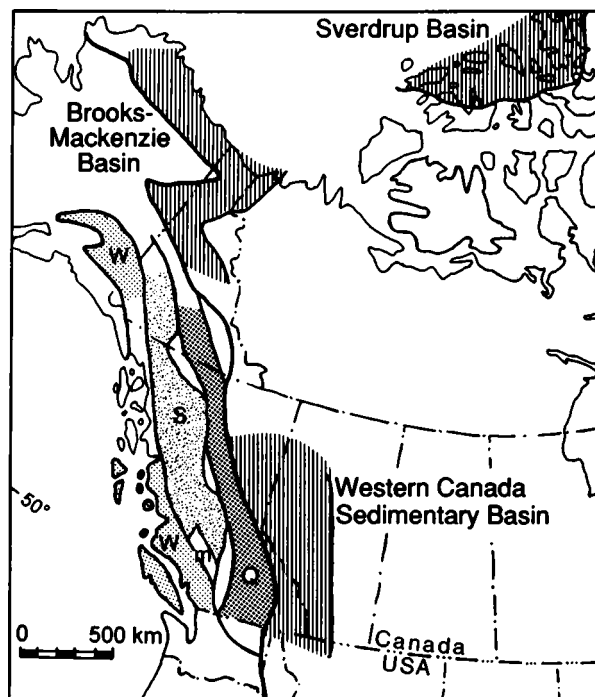 Sverdrup Basin
Brooks-
Mackenzie
Basin
W
S
50°
Western Canada
Sedimentary Basin
W
m
Q
0 500 km
Canada
USA